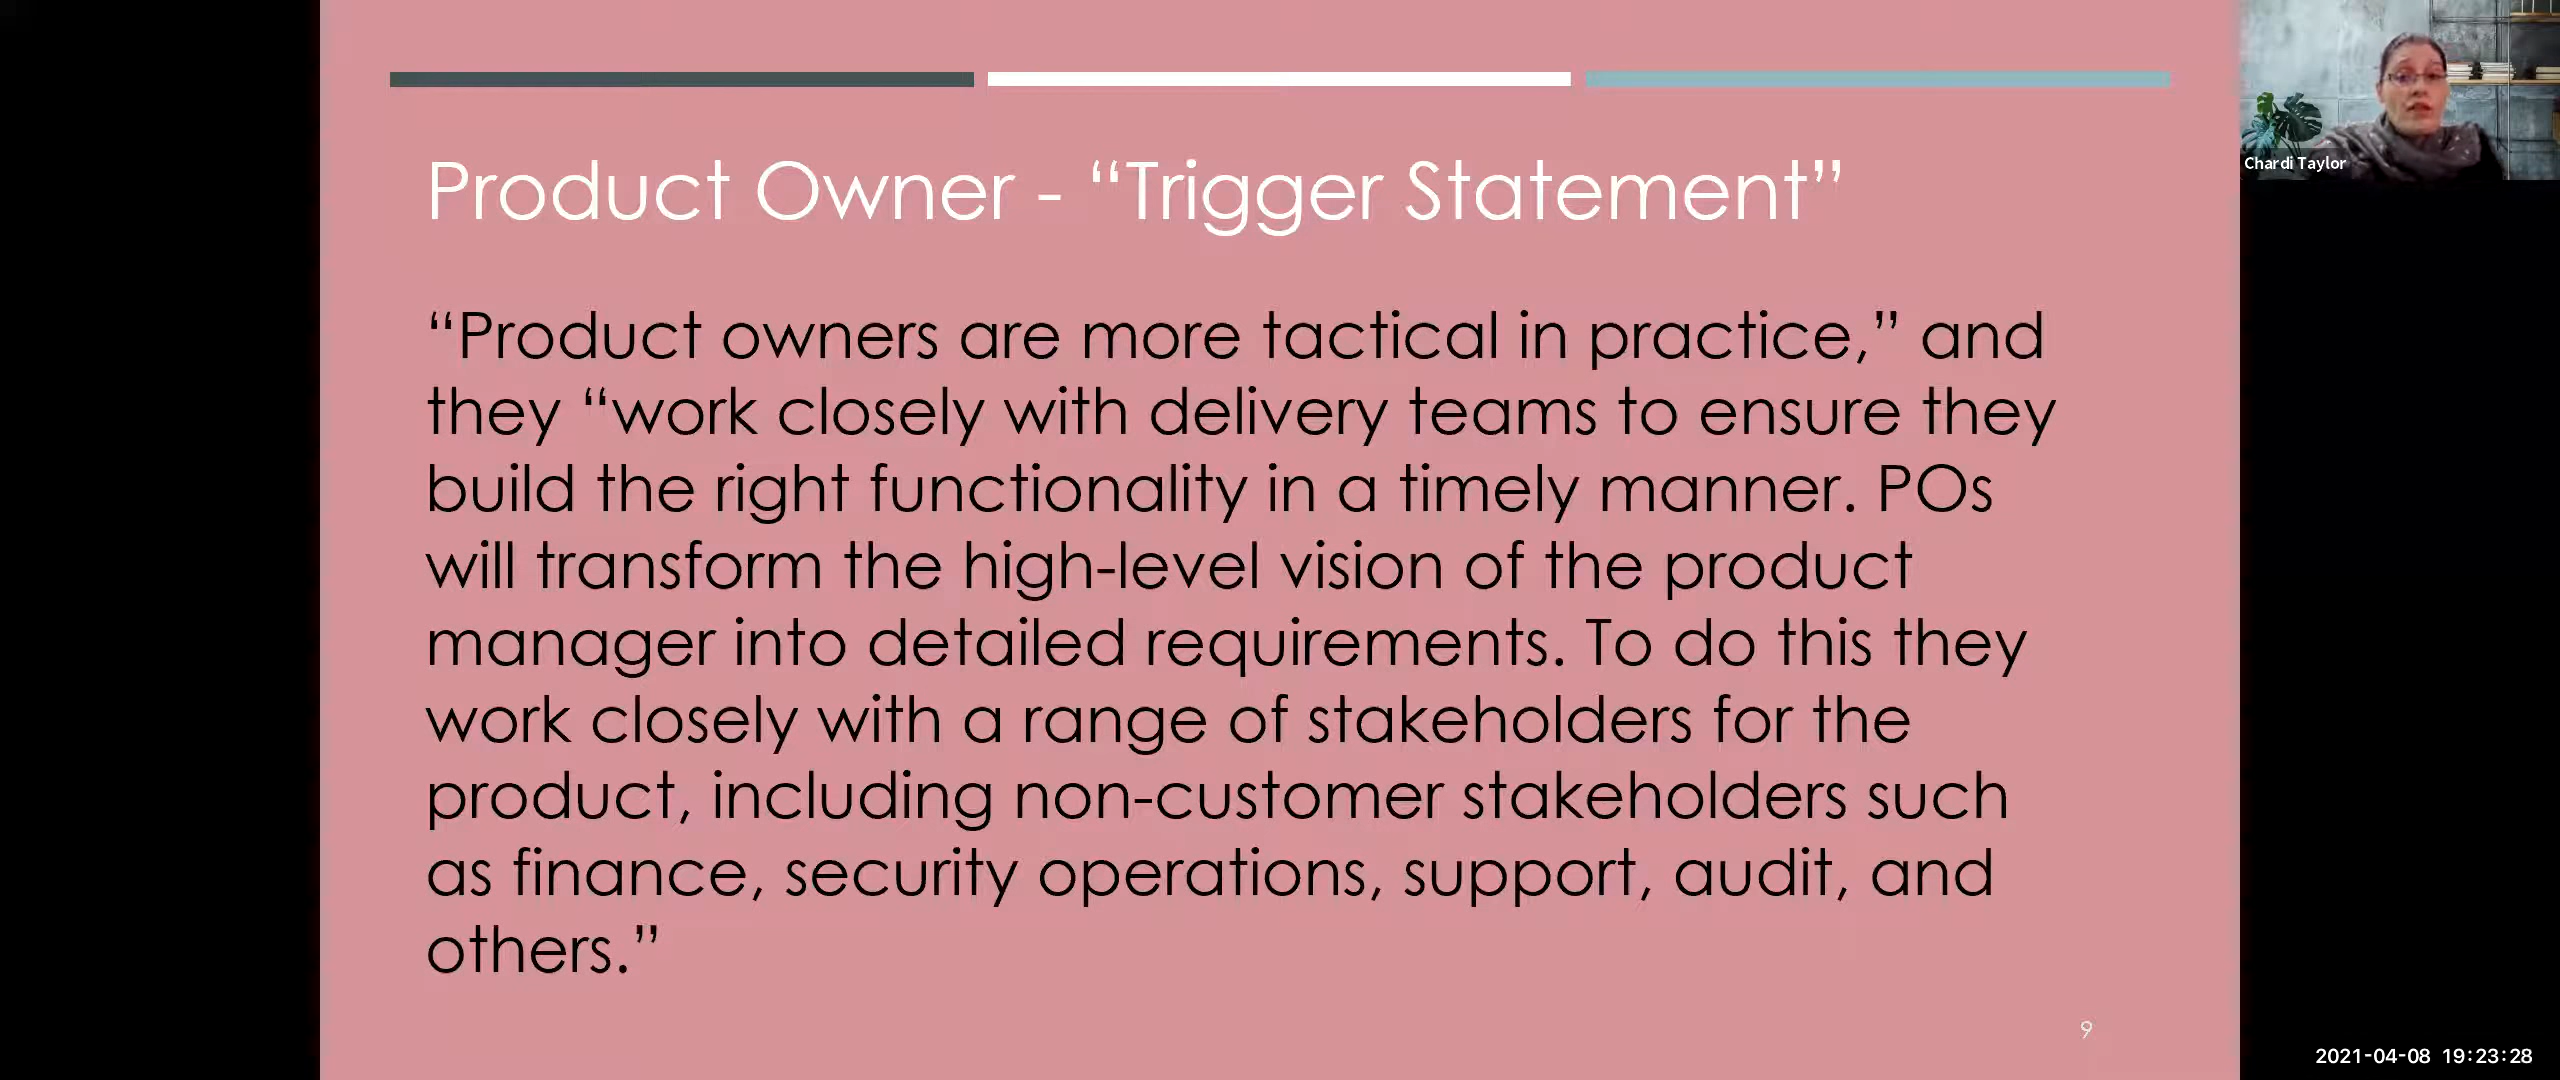 Product Owner - “Trigger Statement”
“Product owners are more tactical in practice,” and
they “work closely with delivery teams to ensure they
build the right functionality in a timely manner. POs
will transform the high-level vision of the product
manager into detailed requirements. To do this they
work closely with a range of stakeholders for the
product, including non-customer stakeholders such
as finance, security operations, support, audit, and
others.”
9
Chardi Taylor
2021-04-08 19:23:28